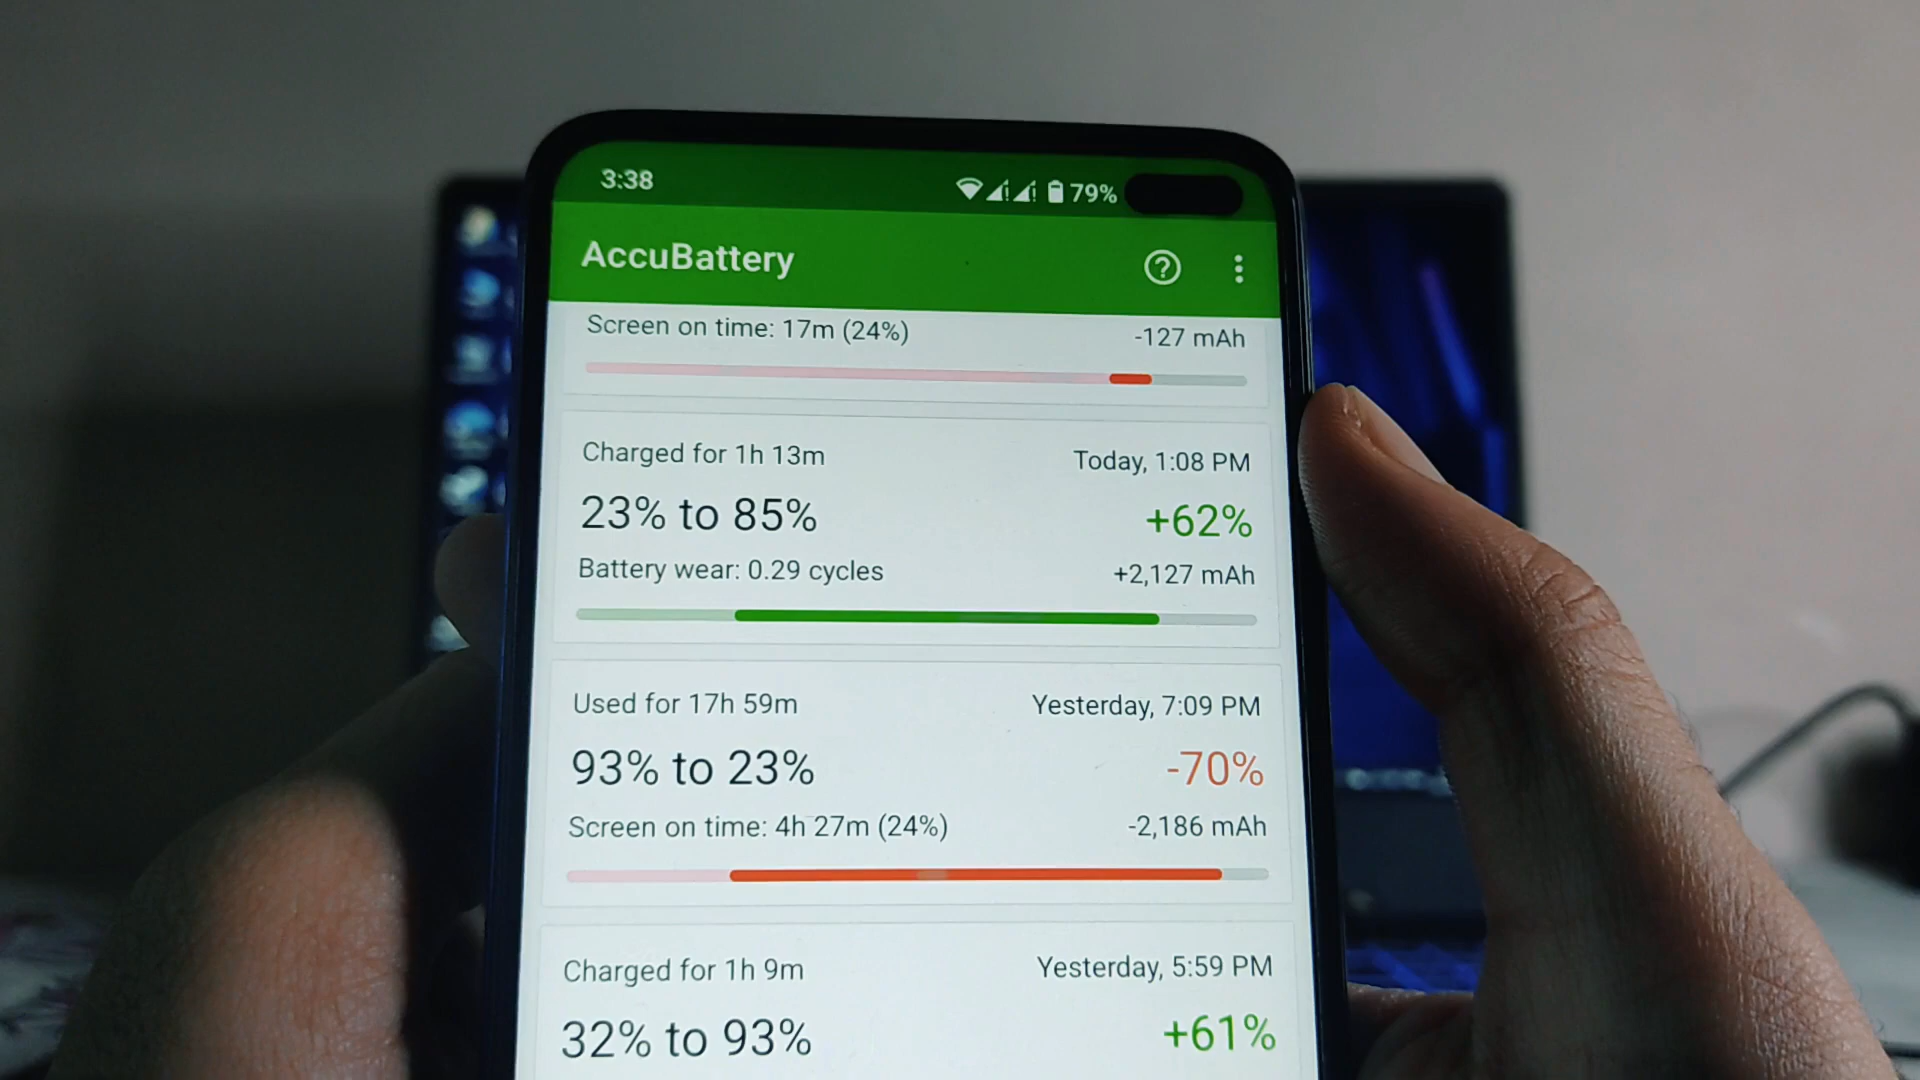 3:38 79%
AccuBattery
Screen on time: 17m (24%) -127 mAh
Charged for 1h 13m Today, 1:08 PM
23% to 85% +62%
Battery wear: 0.29 cycles +2,127 mAh
Used for 17h 59m Yesterday, 7:09 PM
93% to 23% -70%
Screen on time: 4h 27m (24%) -2,186 mAh
Charged for 1h 9m Yesterday, 5:59 PM
32% to 93% +61%